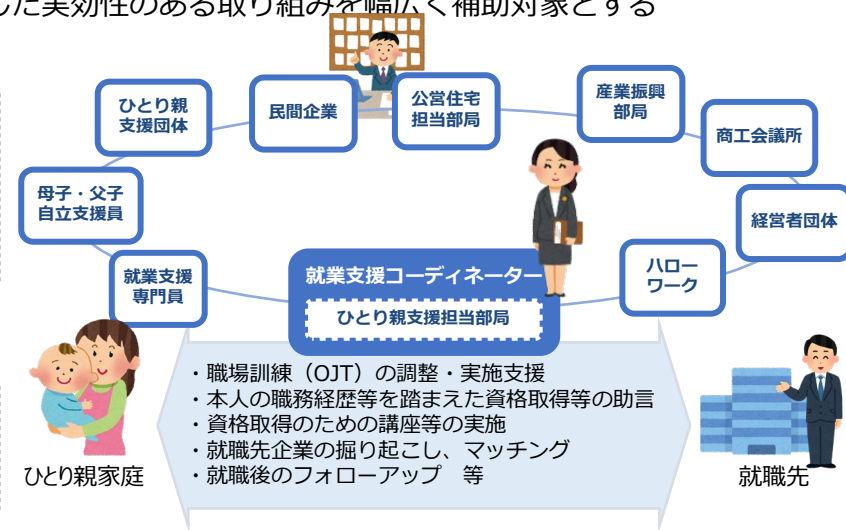 した実効性のある取り組みを幅広く補助対象とする
ひとり親
支援団体
民間企業
公営住宅
担当部局
産業振興
部局
商工会議所
母子・父子
自立支援員
経営者団体
就業支援
専門員
就業支援コーディネーター
ひとり親支援担当部局
ハロー
ワーク
・職場訓練（OJT）の調整・実施支援
・本人の職務経歴等を踏まえた資格取得等の助言
・資格取得のための講座等の実施
・就職先企業の掘り起こし、マッチング
・就職後のフォローアップ　等
ひとり親家庭
就職先